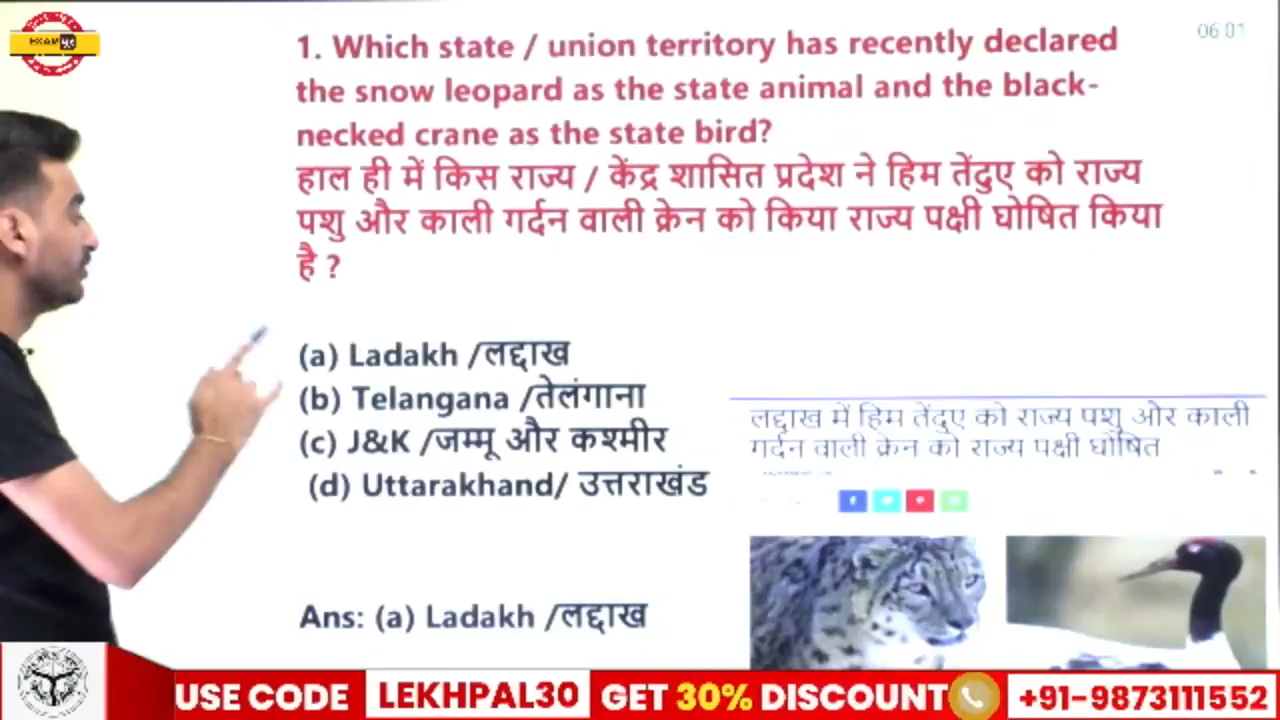 EXAM
06:01
1. Which state / union territory has recently declared
the snow leopard as the state animal and the black-
necked crane as the state bird?
हाल ही में किस राज्य / केंद्र शासित प्रदेश ने हिम तेंदुए को राज्य
पशु और काली गर्दन वाली क्रेन को किया राज्य पक्षी घोषित किया
है ?
(a) Ladakh /लद्दाख
(b) Telangana /तेलंगाना
(c) J&K /जम्मू और कश्मीर
(d) Uttarakhand/ उत्तराखंड
लद्दाख में हिम तेंदुए को राज्य पशु ओर काली
गर्दन वाली क्रेन को राज्य पक्षी घोषित
Ans: (a) Ladakh /लद्दाख
USE CODE LEKHPAL30 GET 30% DISCOUNT +91-9873111552